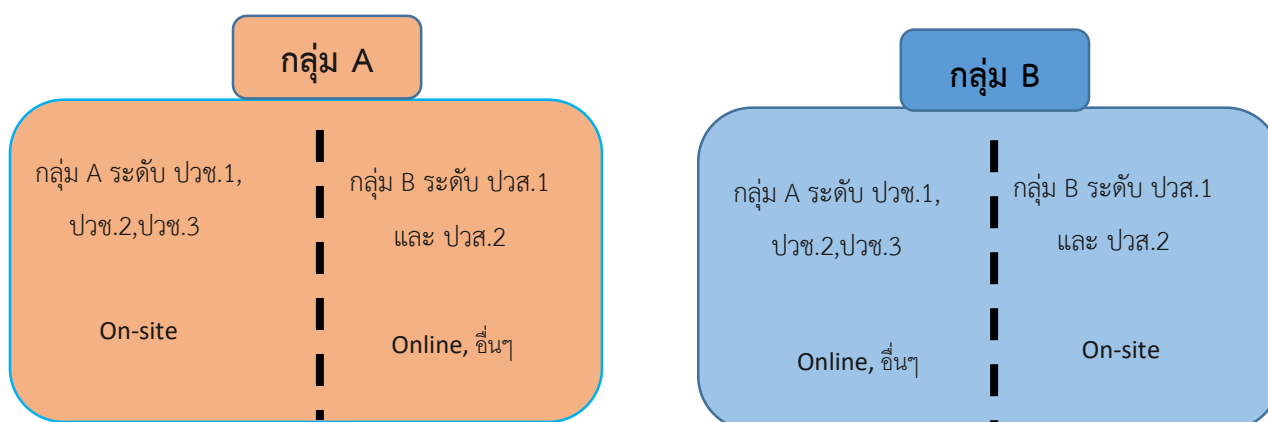 กลุ่ม A
กลุ่ม A ระดับ ปวช.1,
ปวช.2,ปวช.3
On-site
กลุ่ม B ระดับ ปวส.1
และ ปวส.2
Online, อื่นๆ
กลุ่ม B
กลุ่ม A ระดับ ปวช.1,
ปวช.2,ปวช.3
Online, อื่นๆ
กลุ่ม B ระดับ ปวส.1
และ ปวส.2
On-site